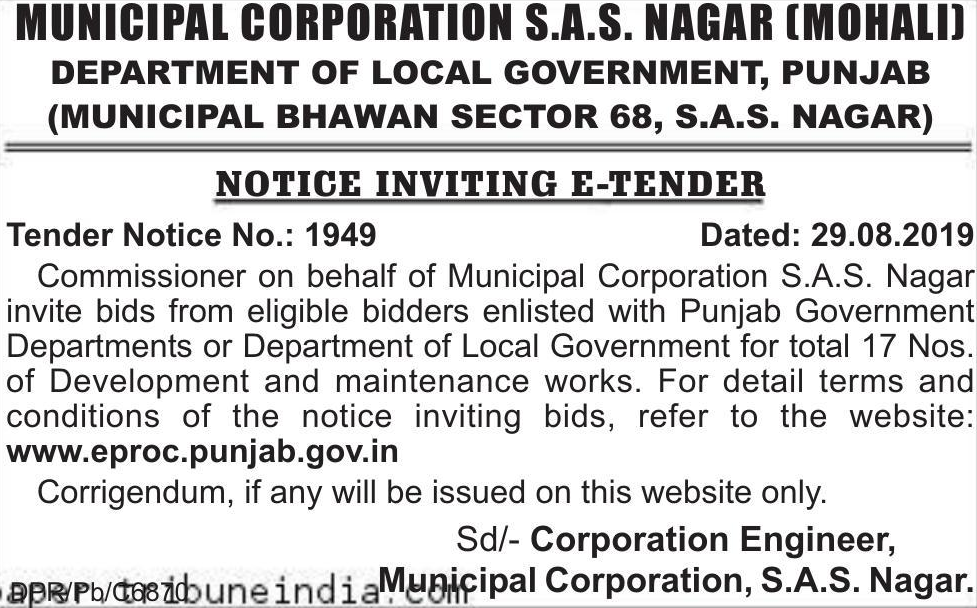 MUNICIPAL CORPORATION S.A.S. NAGAR (MOHALI)
DEPARTMENT OF LOCAL GOVERNMENT, PUNJAB
(MUNICIPAL BHAWAN SECTOR 68, S.A.S. NAGAR)
NOTICE INVITING E-TENDER
Tender Notice No.: 1949 Dated: 29.08.2019
Commissioner on behalf of Municipal Corporation S.A.S. Nagar
invite bids from eligible bidders enlisted with Punjab Government
Departments or Department of Local Government for total 17 Nos.
of Development and maintenance works. For detail terms and
conditions of the notice inviting bids, refer to the website:
www.eproc.punjab.gov.in
Corrigendum, if any will be issued on this website only.
Sd/- Corporation Engineer,
Municipal Corporation, S.A.S. Nagar.
DPR/Pb/C6870